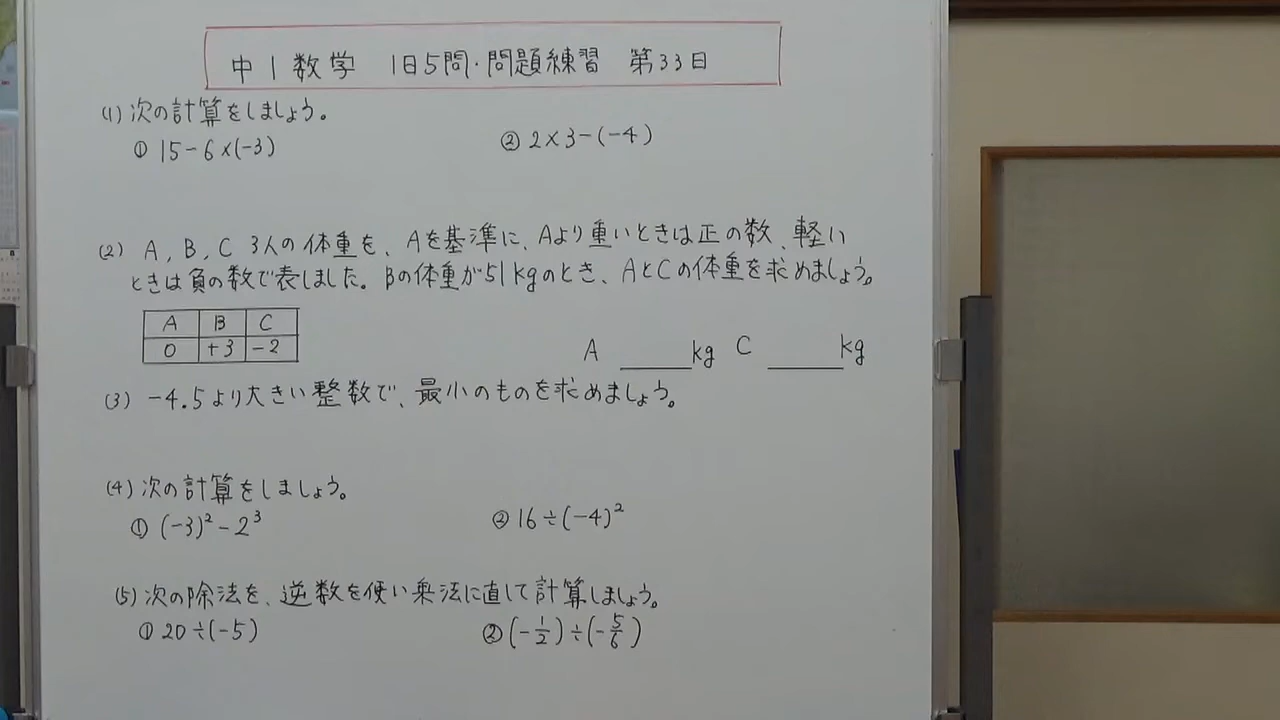 中1数学 1日5問・問題練習 第33日
(1) 次の計算をしましょう。
① 15-6×(-3) ② 2×3-(-4)
(2) A, B, C 3人の体重を、Aを基準に、Aより重いときは正の数、軽い
ときは負の数で表しました。Bの体重が51kgのとき、AとCの体重を求めましょう。
A B C
0 +3 -2
A ____kg C ____kg
(3) -4.5より大きい整数で、最小のものを求めましょう。
(4) 次の計算をしましょう。
① (-3)²-2³ ② 16÷(-4)²
(5) 次の除法を、逆数を使い乗法に直して計算しましょう。
① 20÷(-5) ② (-1/2)÷(-5/6)